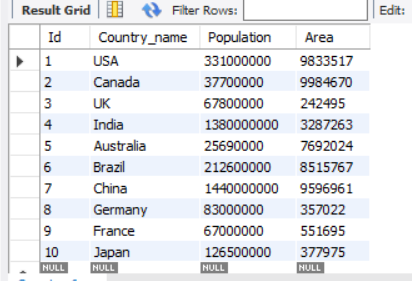 Result Grid Filter Rows: Edit:
Id Country_name Population Area
1 USA 331000000 9833517
2 Canada 37700000 9984670
3 UK 67800000 242495
4 India 1380000000 3287263
5 Australia 25690000 7692024
6 Brazil 212600000 8515767
7 China 1440000000 9596961
8 Germany 83000000 357022
9 France 67000000 551695
10 Japan 126500000 377975
NULL NULL NULL NULL